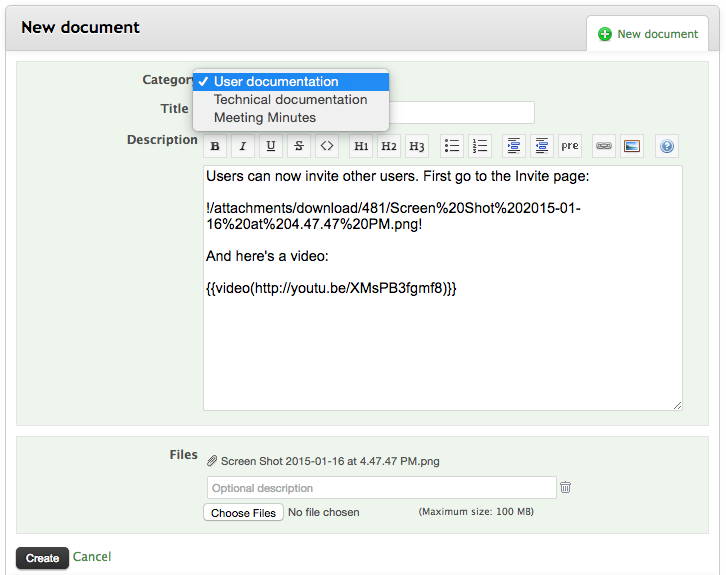 New document
New document
Category
✓ User documentation
Technical documentation
Meeting Minutes
Title
Description
B I U S <> H1 H2 H3 pre ?
Users can now invite other users. First go to the Invite page:
!/attachments/download/481/Screen%20Shot%202015-01-
16%20at%204.47.47%20PM.png!
And here's a video:
{{video(http://youtu.be/XMsPB3fgmf8)}}
Files
Screen Shot 2015-01-16 at 4.47.47 PM.png
Optional description
Choose Files No file chosen (Maximum size: 100 MB)
Create Cancel